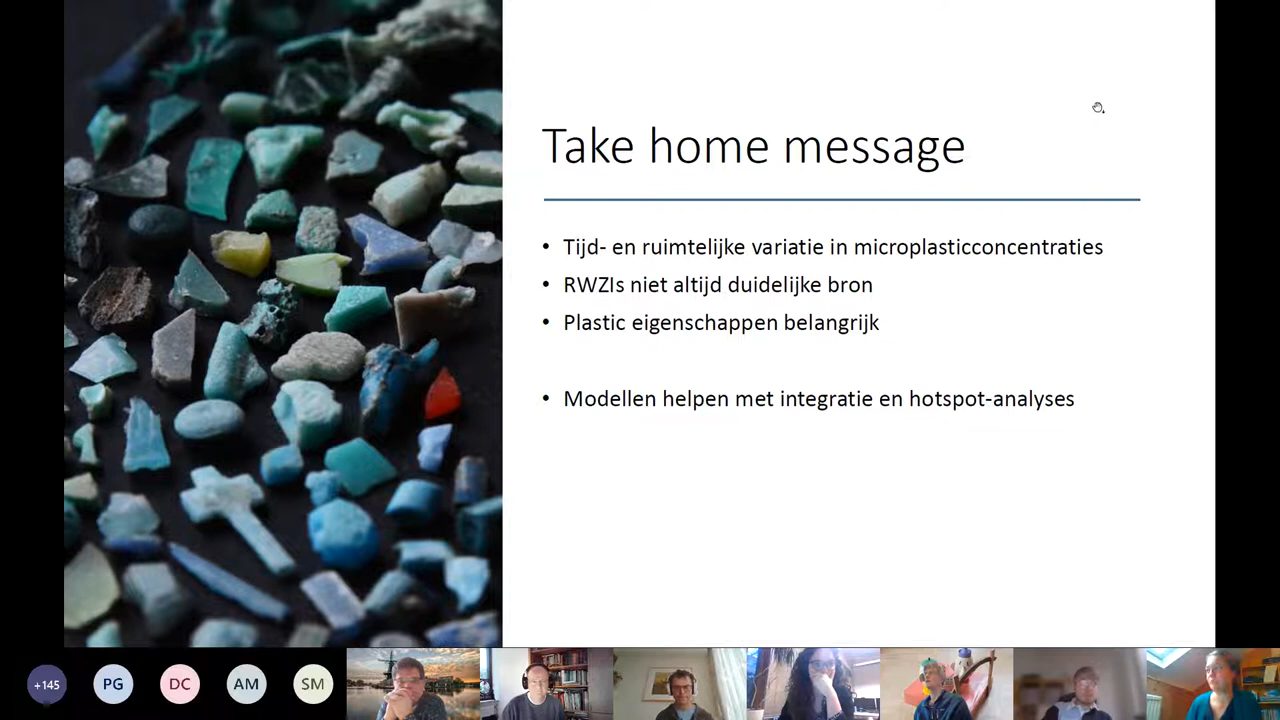 Take home message
• Tijd- en ruimtelijke variatie in microplasticconcentraties
• RWZIs niet altijd duidelijke bron
• Plastic eigenschappen belangrijk
• Modellen helpen met integratie en hotspot-analyses
+145
PG
DC
AM
SM